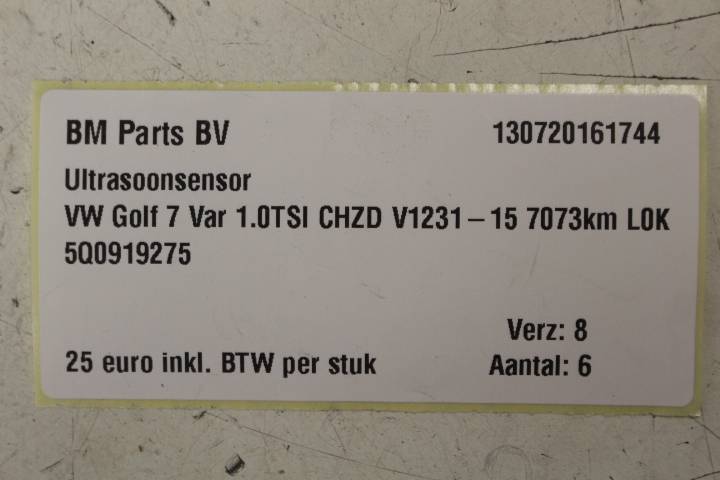 BM Parts BV 130720161744
Ultrasoonsensor
VW Golf 7 Var 1.0TSI CHZD V1231-15 7073km L0K
5Q0919275
Verz: 8
25 euro inkl. BTW per stuk Aantal: 6